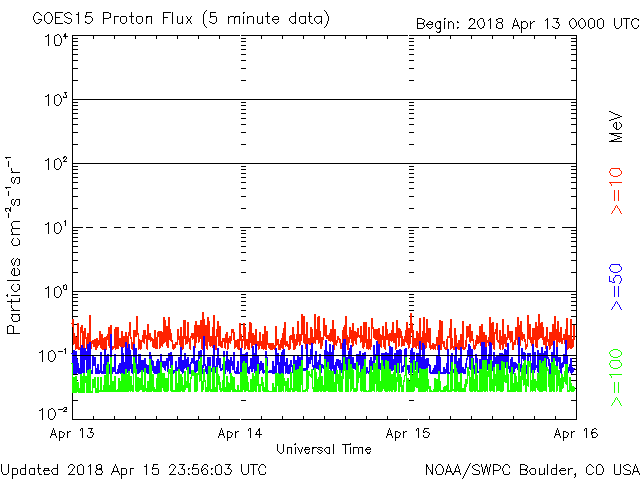 GOES15 Proton Flux (5 minute data)
Begin: 2018 Apr 13 0000 UTC
10⁴
10³
10²
10¹
10⁰
10⁻¹
10⁻²
Particles cm⁻²s⁻¹sr⁻¹
MeV
>=10
>=50
>=100
Apr 13
Apr 14
Apr 15
Apr 16
Universal Time
Updated 2018 Apr 15 23:56:03 UTC
NOAA/SWPC Boulder, CO USA